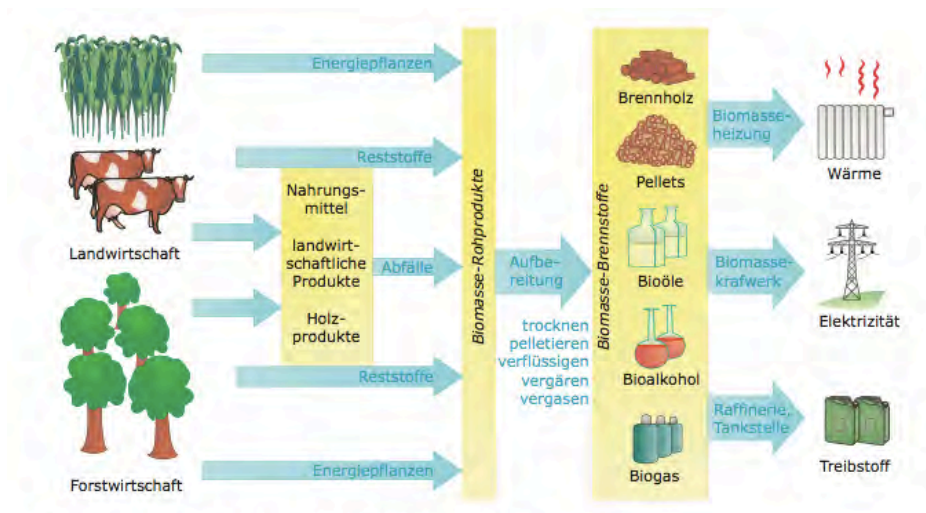 Energiepflanzen
Reststoffe
Landwirtschaft
Nahrungs-
mittel
landwirt-
schaftliche
Produkte
Holz-
produkte
Abfälle
Reststoffe
Energiepflanzen
Forstwirtschaft
Biomasse-Rohprodukte
Aufbe-
reitung
trocknen
pelletieren
verflüssigen
vergären
vergasen
Biomasse-Brennstoffe
Brennholz
Pellets
Bioöle
Bioalkohol
Biogas
Biomasse-
heizung
Wärme
Biomasse-
krafwerk
Elektrizität
Raffinerie,
Tankstelle
Treibstoff